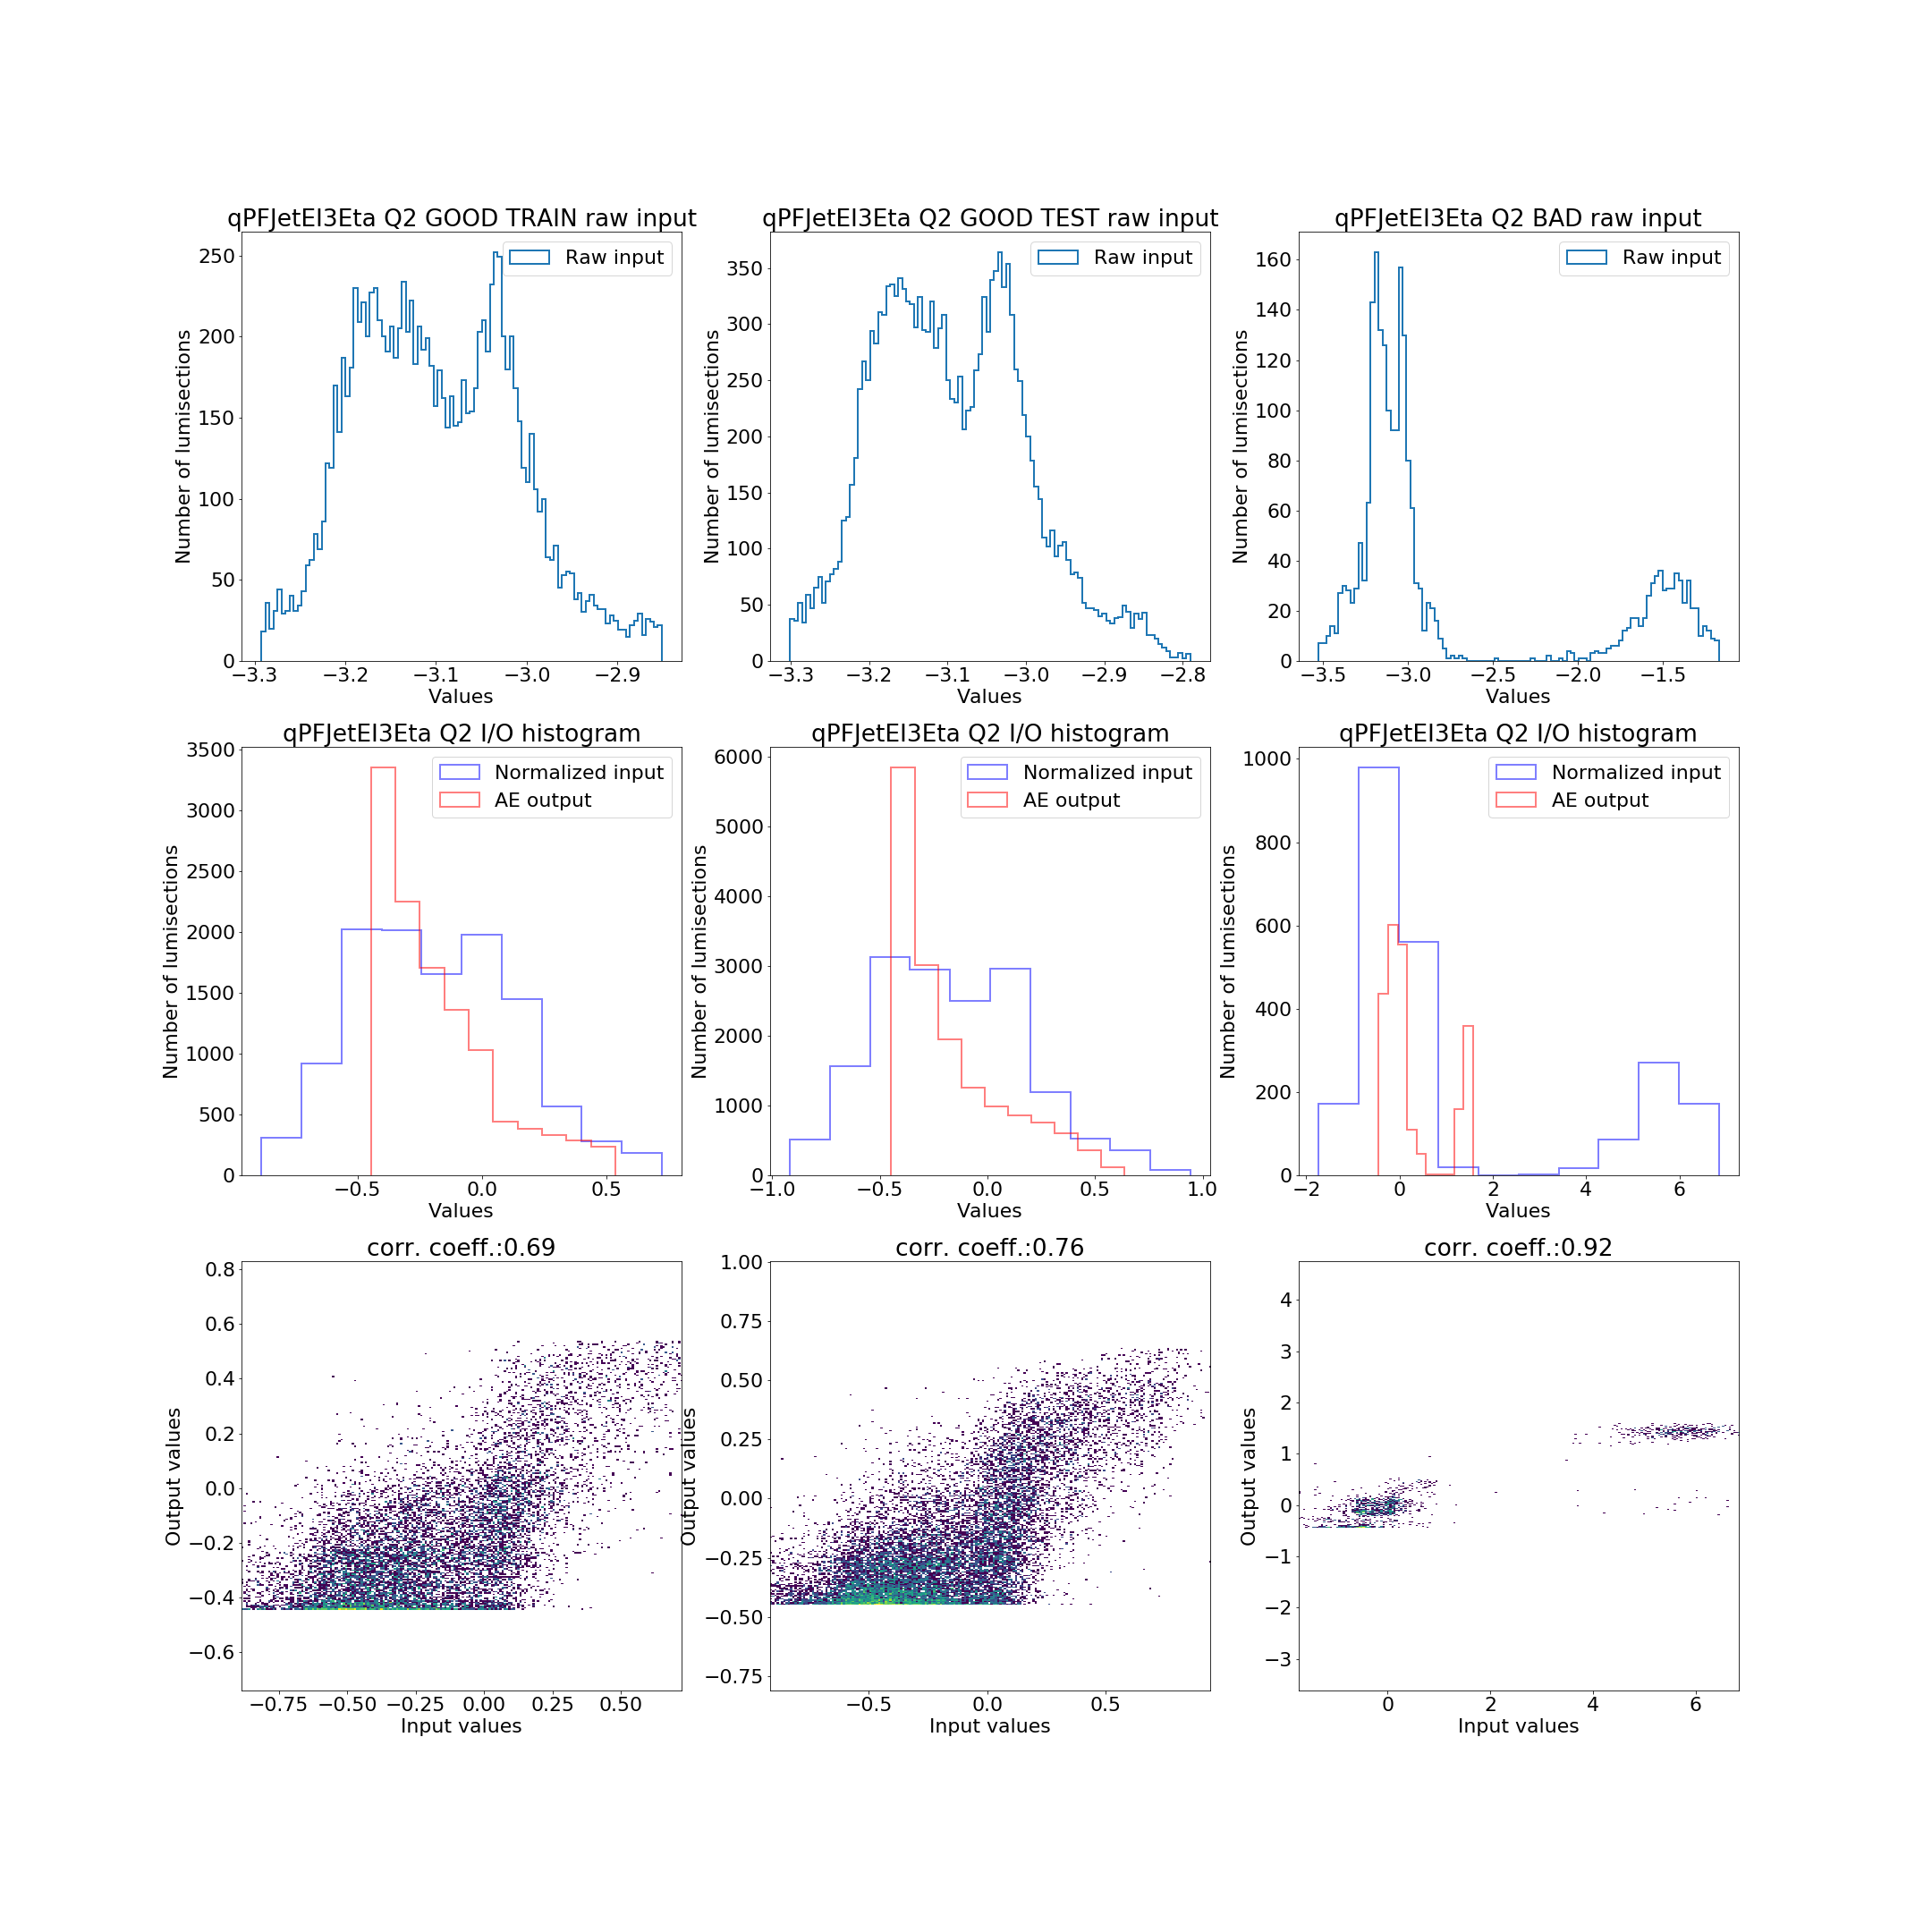 qPFJetEI3Eta Q2 GOOD TRAIN raw input
Raw input
Number of lumisections
250
200
150
100
50
0
−3.3 −3.2 −3.1 −3.0 −2.9
Values
qPFJetEI3Eta Q2 GOOD TEST raw input
Raw input
Number of lumisections
350
300
250
200
150
100
50
0
−3.3 −3.2 −3.1 −3.0 −2.9 −2.8
Values
qPFJetEI3Eta Q2 BAD raw input
Raw input
Number of lumisections
160
140
120
100
80
60
40
20
0
−3.5 −3.0 −2.5 −2.0 −1.5
Values
qPFJetEI3Eta Q2 I/O histogram
Normalized input
AE output
Number of lumisections
3500
3000
2500
2000
1500
1000
500
0
−0.5 0.0 0.5
Values
qPFJetEI3Eta Q2 I/O histogram
Normalized input
AE output
Number of lumisections
6000
5000
4000
3000
2000
1000
0
−1.0 −0.5 0.0 0.5 1.0
Values
qPFJetEI3Eta Q2 I/O histogram
Normalized input
AE output
Number of lumisections
1000
800
600
400
200
0
−2 0 2 4 6
Values
corr. coeff.:0.69
Output values
0.8
0.6
0.4
0.2
0.0
−0.2
−0.4
−0.6
−0.75 −0.50 −0.25 0.00 0.25 0.50
Input values
corr. coeff.:0.76
Output values
1.00
0.75
0.50
0.25
0.00
−0.25
−0.50
−0.75
−0.5 0.0 0.5
Input values
corr. coeff.:0.92
Output values
4
3
2
1
0
−1
−2
−3
0 2 4 6
Input values